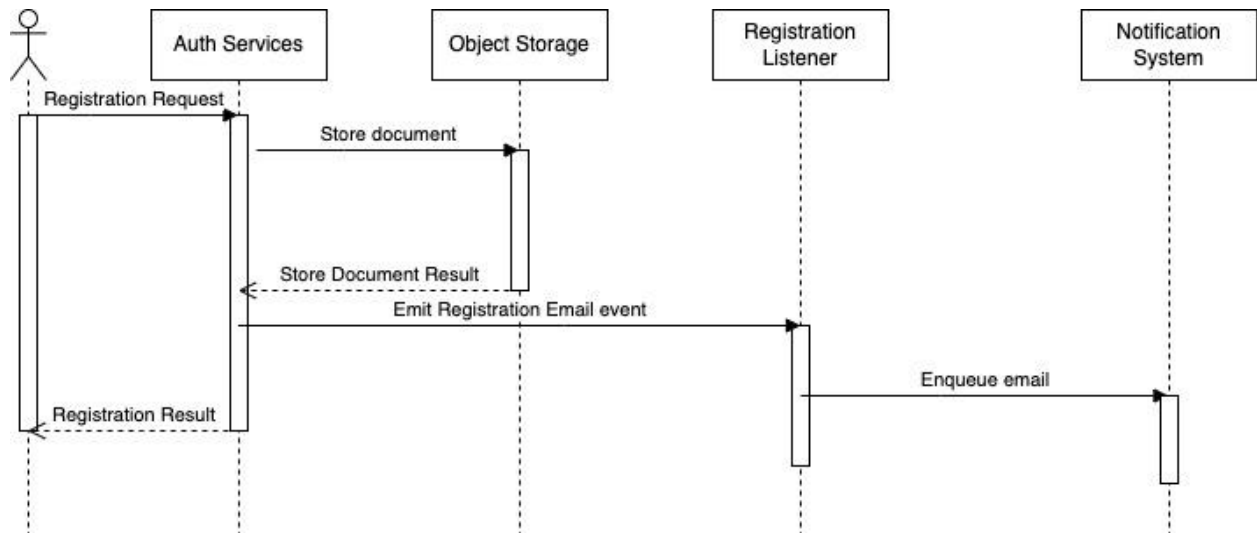 Auth Services
Object Storage
Registration
Listener
Notification
System
Registration Request
Store document
Store Document Result
Emit Registration Email event
Enqueue email
Registration Result